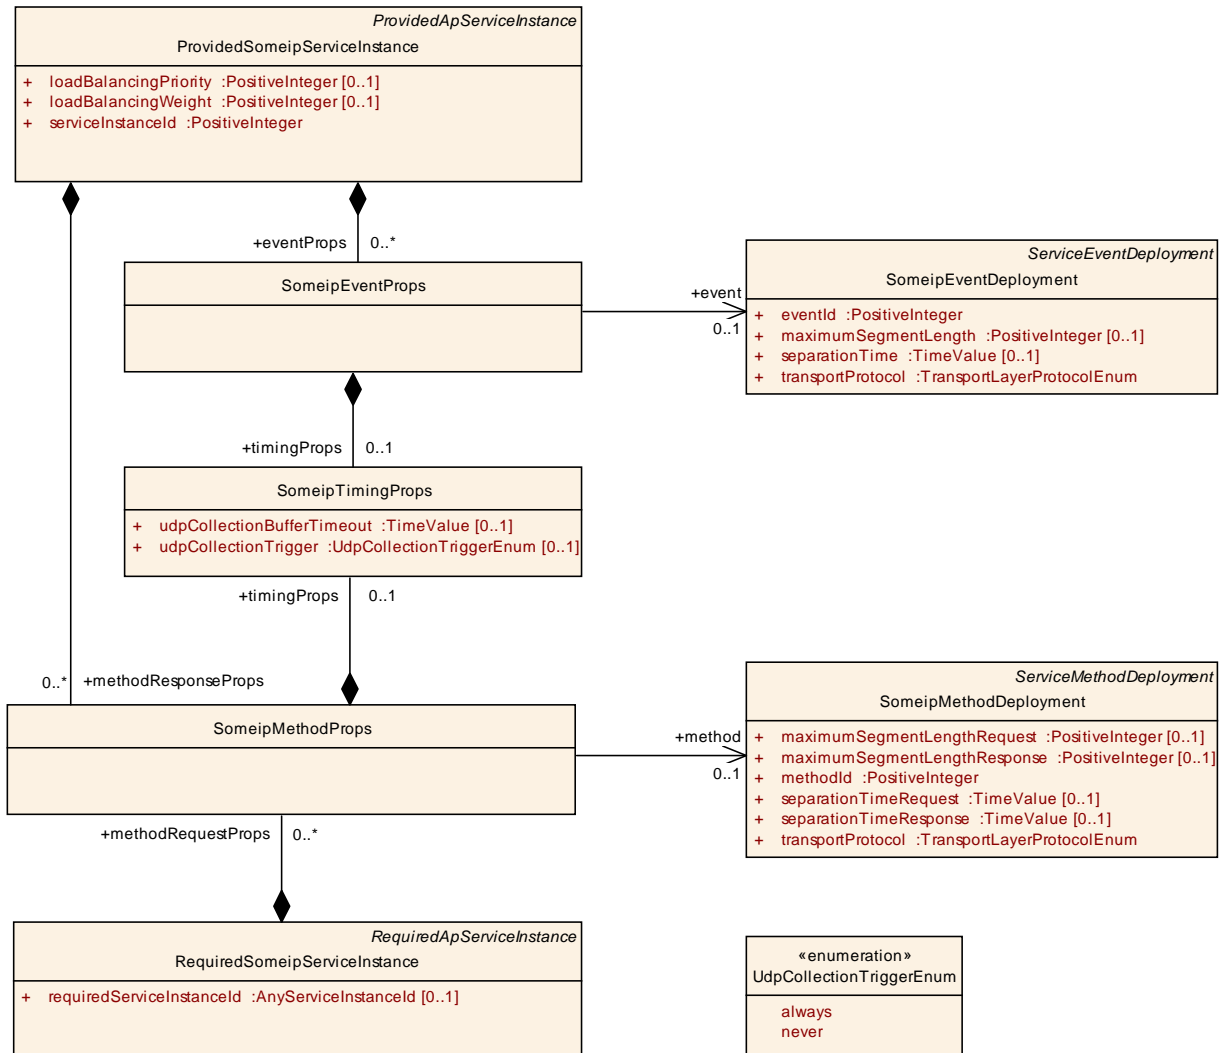 ProvidedApServiceInstance
ProvidedSomeipServiceInstance
+ loadBalancingPriority :PositiveInteger [0..1]
+ loadBalancingWeight :PositiveInteger [0..1]
+ serviceInstanceId :PositiveInteger
+eventProps 0..*
SomeipEventProps
+event
0..1
ServiceEventDeployment
SomeipEventDeployment
+ eventId :PositiveInteger
+ maximumSegmentLength :PositiveInteger [0..1]
+ separationTime :TimeValue [0..1]
+ transportProtocol :TransportLayerProtocolEnum
+timingProps 0..1
SomeipTimingProps
+ udpCollectionBufferTimeout :TimeValue [0..1]
+ udpCollectionTrigger :UdpCollectionTriggerEnum [0..1]
+timingProps 0..1
0..* +methodResponseProps
SomeipMethodProps
+method
0..1
ServiceMethodDeployment
SomeipMethodDeployment
+ maximumSegmentLengthRequest :PositiveInteger [0..1]
+ maximumSegmentLengthResponse :PositiveInteger [0..1]
+ methodId :PositiveInteger
+ separationTimeRequest :TimeValue [0..1]
+ separationTimeResponse :TimeValue [0..1]
+ transportProtocol :TransportLayerProtocolEnum
+methodRequestProps 0..*
RequiredApServiceInstance
RequiredSomeipServiceInstance
+ requiredServiceInstanceId :AnyServiceInstanceId [0..1]
«enumeration»
UdpCollectionTriggerEnum
always
never